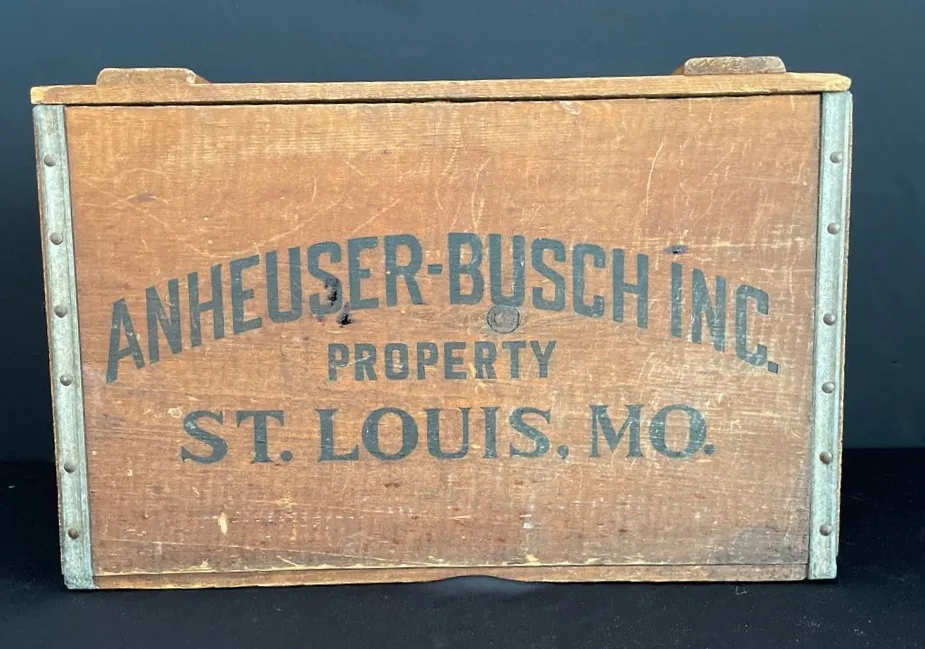 ANHEUSER-BUSCH INC.
PROPERTY
ST. LOUIS, MO.